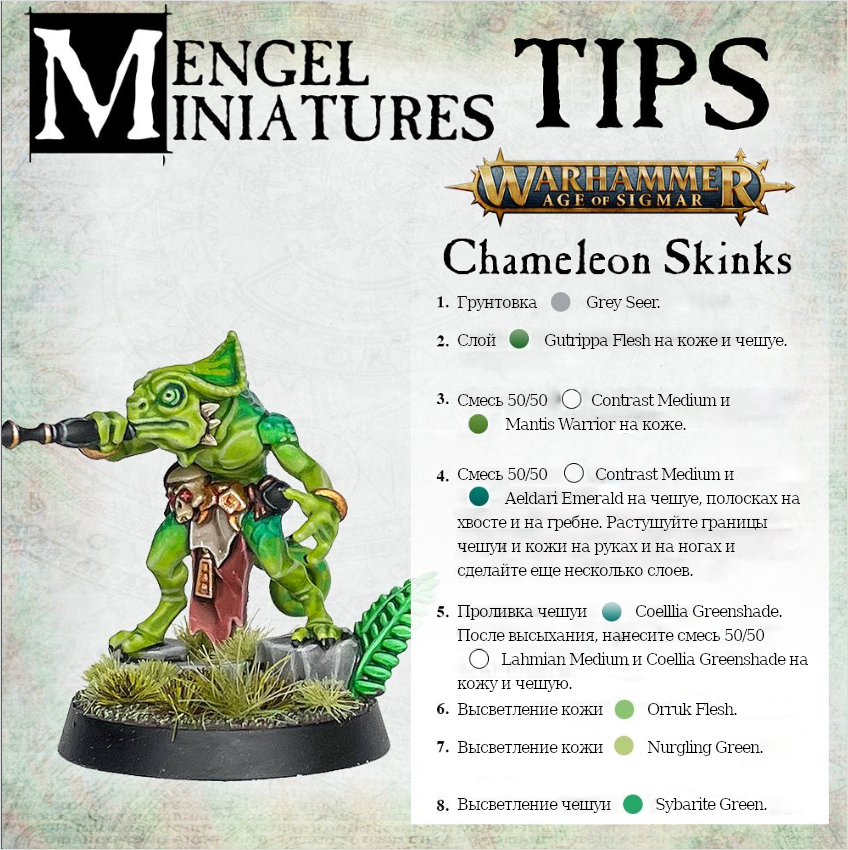 MENGEL
MINIATURES
TIPS
WARHAMMER
AGE OF SIGMAR
Chameleon Skinks
1. Грунтовка Grey Seer.
2. Слой Gutrippa Flesh на коже и чешуе.
3. Смесь 50/50 Contrast Medium и
Mantis Warrior на коже.
4. Смесь 50/50 Contrast Medium и
Aeldari Emerald на чешуе, полосках на
хвосте и на гребне. Растушуйте границы
чешуи и кожи на руках и на ногах и
сделайте еще несколько слоев.
5. Проливка чешуи Coelllia Greenshade.
После высыхания, нанесите смесь 50/50
Lahmian Medium и Coellia Greenshade на
кожу и чешую.
6. Высветление кожи Orruk Flesh.
7. Высветление кожи Nurgling Green.
8. Высветление чешуи Sybarite Green.